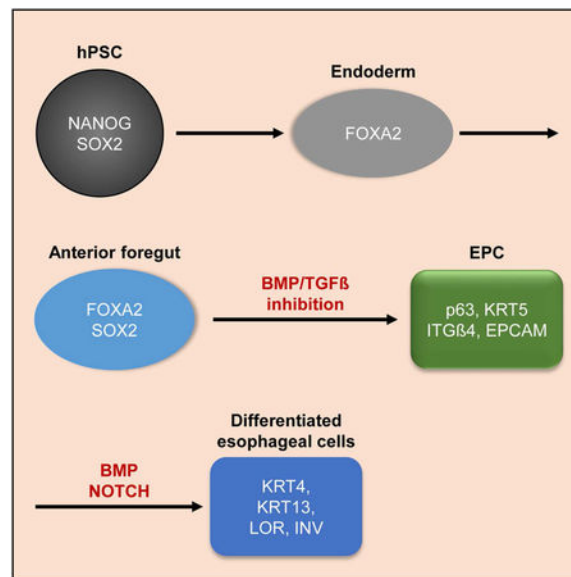 hPSC
NANOG
SOX2
Endoderm
FOXA2
Anterior foregut
FOXA2
SOX2
BMP/TGFß
inhibition
EPC
p63, KRT5
ITGß4, EPCAM
BMP
NOTCH
Differentiated
esophageal cells
KRT4,
KRT13,
LOR, INV